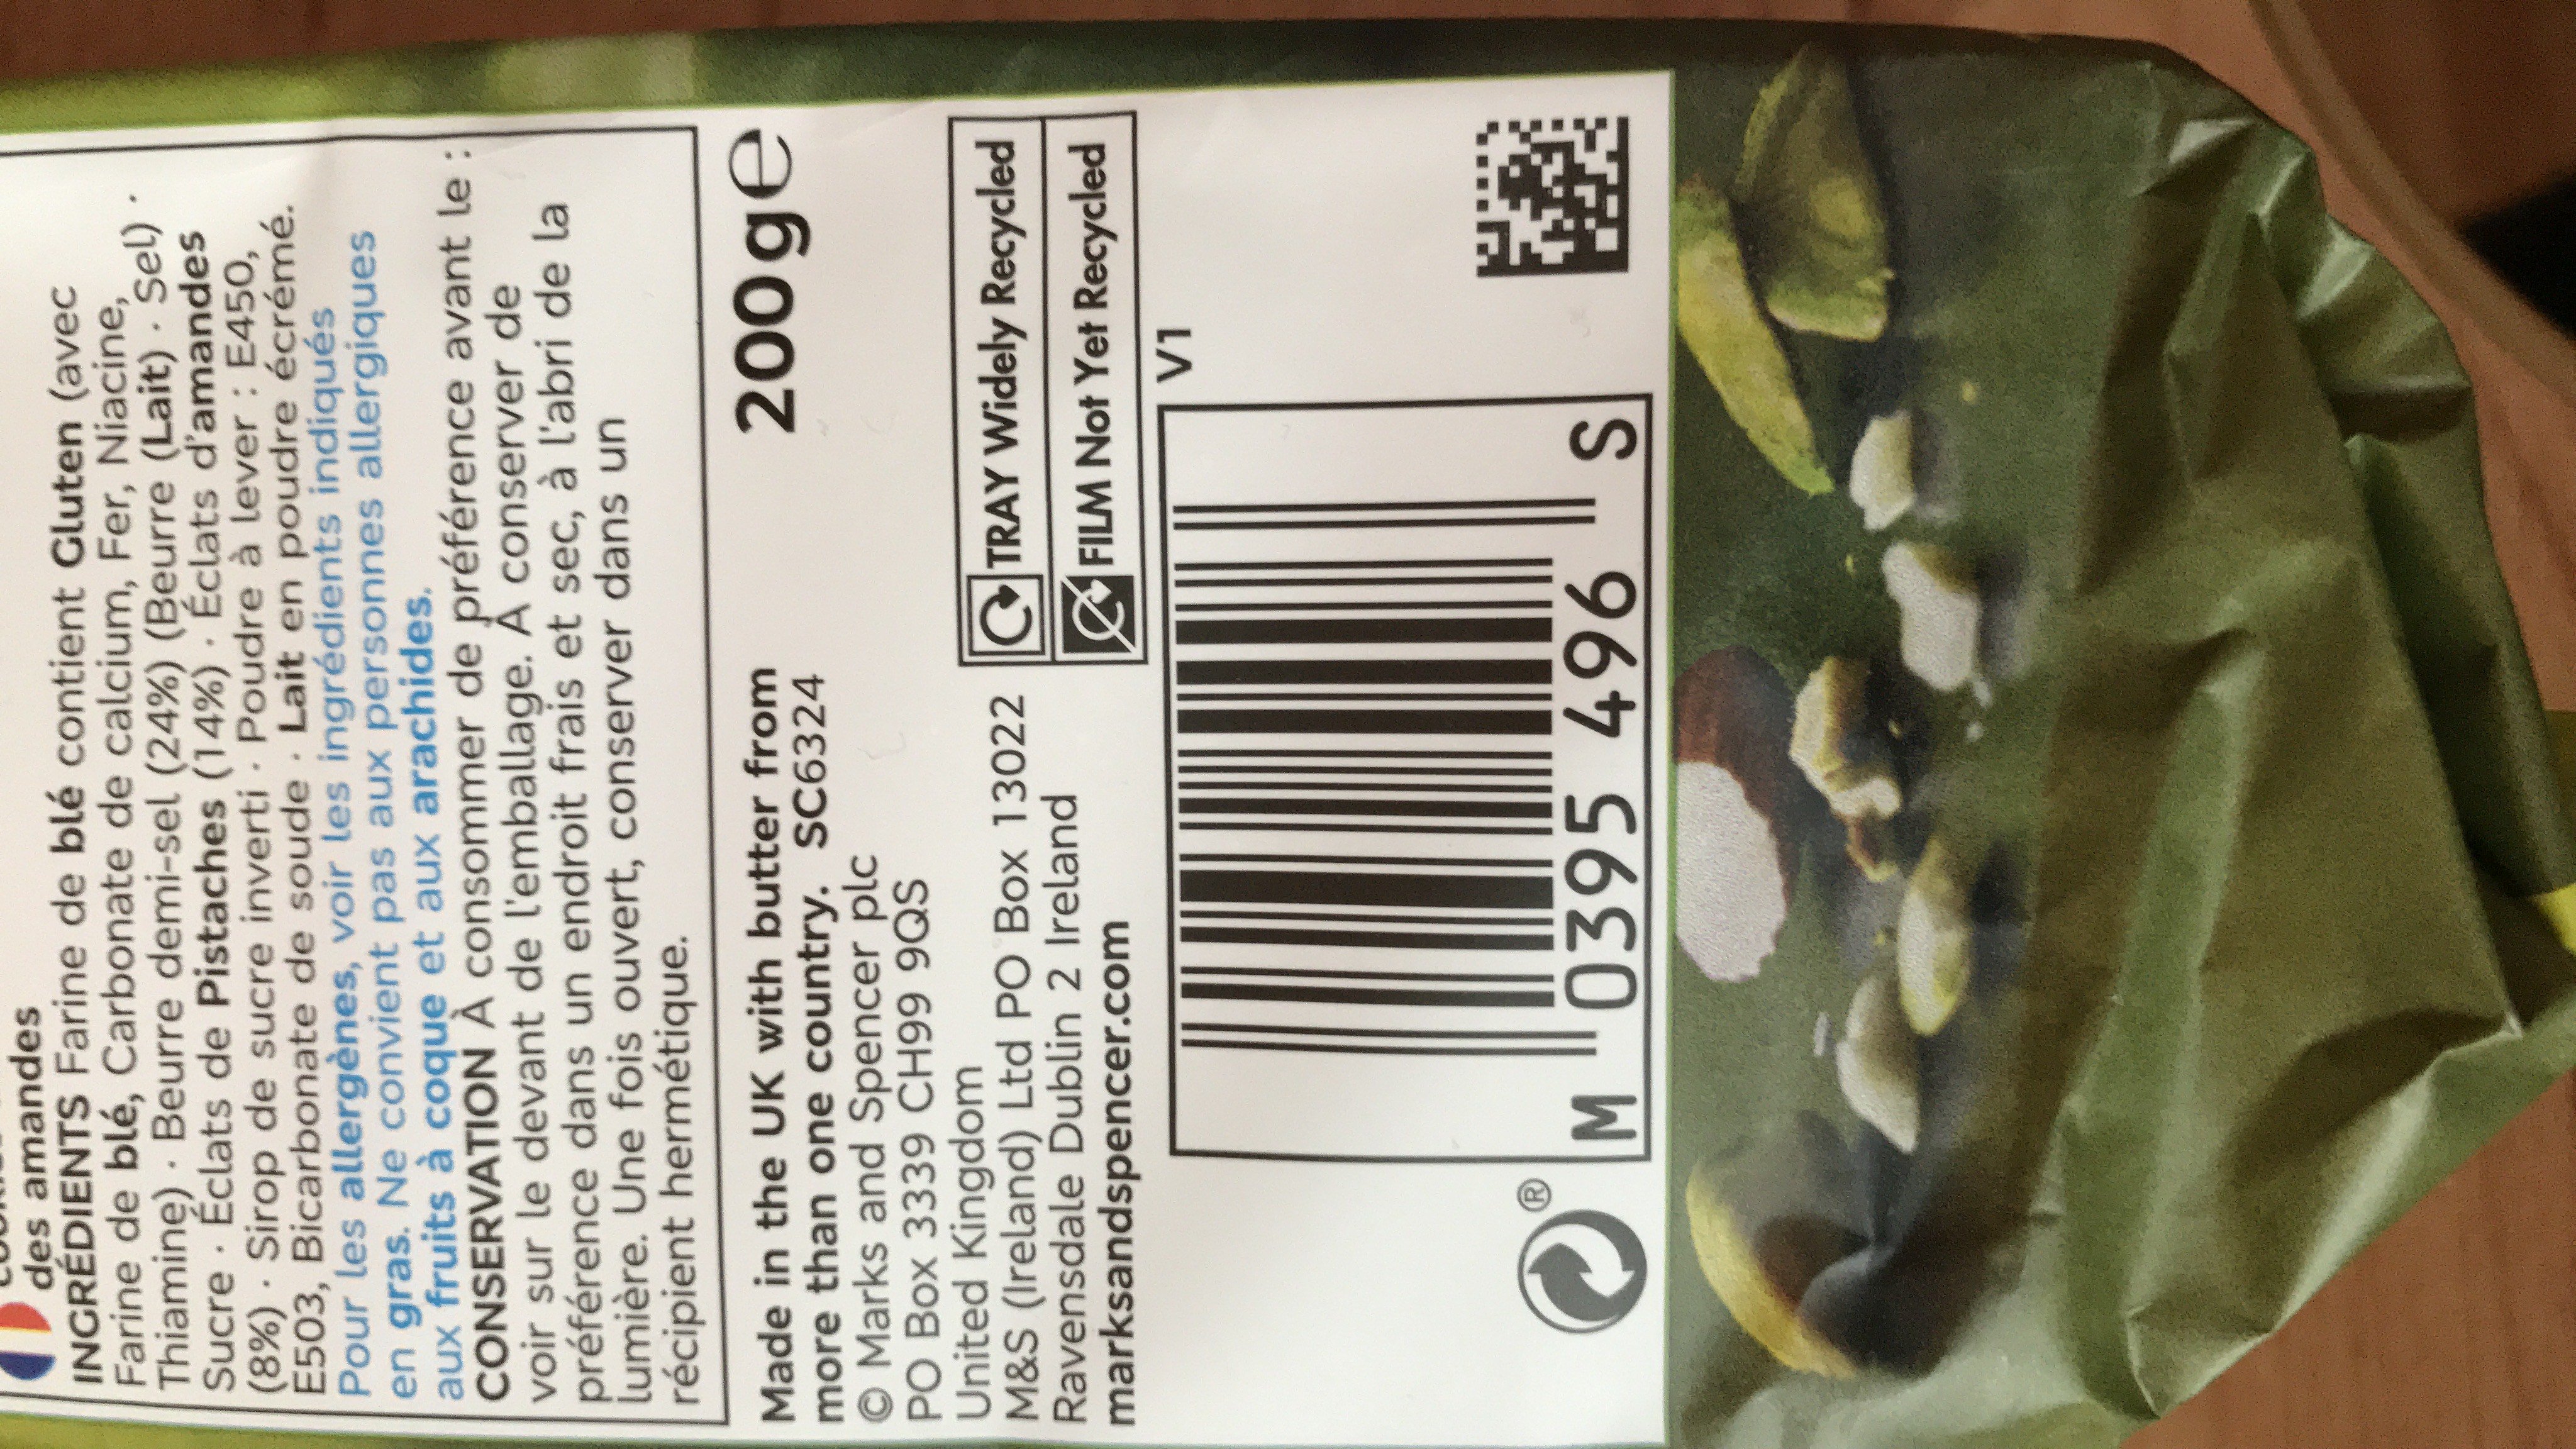 des amandes
INGRÉDIENTS Farine de blé contient Gluten (avec
Farine de blé, Carbonate de calcium, Fer, Niacine,
Thiamine) · Beurre demi-sel (24%) (Beurre (Lait) · Sel) ·
Sucre · Éclats de Pistaches (14%) · Éclats d'amandes
(8%) · Sirop de sucre inverti · Poudre à lever : E450,
E503, Bicarbonate de soude · Lait en poudre écrémé.
Pour les allergènes, voir les ingrédients indiqués
en gras. Ne convient pas aux personnes allergiques
aux fruits à coque et aux arachides.
CONSERVATION À consommer de préférence avant le :
voir sur le devant de l'emballage. À conserver de
préférence dans un endroit frais et sec, à l'abri de la
lumière. Une fois ouvert, conserver dans un
récipient hermétique.
Made in the UK with butter from
more than one country. SC6324
200g℮
© Marks and Spencer plc
PO Box 3339 CH99 9QS
United Kingdom
M&S (Ireland) Ltd PO Box 13022
Ravensdale Dublin 2 Ireland
marksandspencer.com
TRAY Widely Recycled
FILM Not Yet Recycled
V1
M 0395 496 S
®